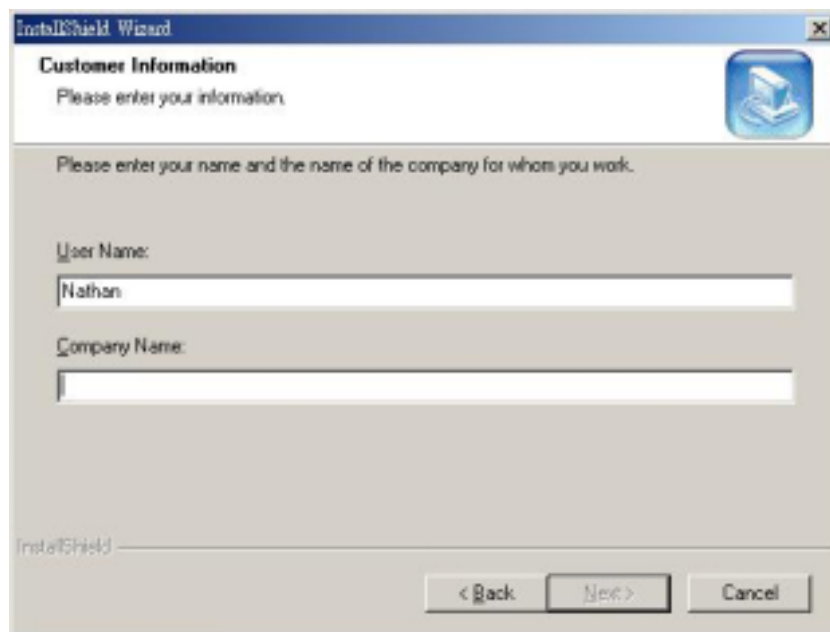 InstallShield Wizard
Customer Information
Please enter your information.
Please enter your name and the name of the company for whom you work.
User Name:
Nathan
Company Name:
InstallShield
< Back
Next >
Cancel